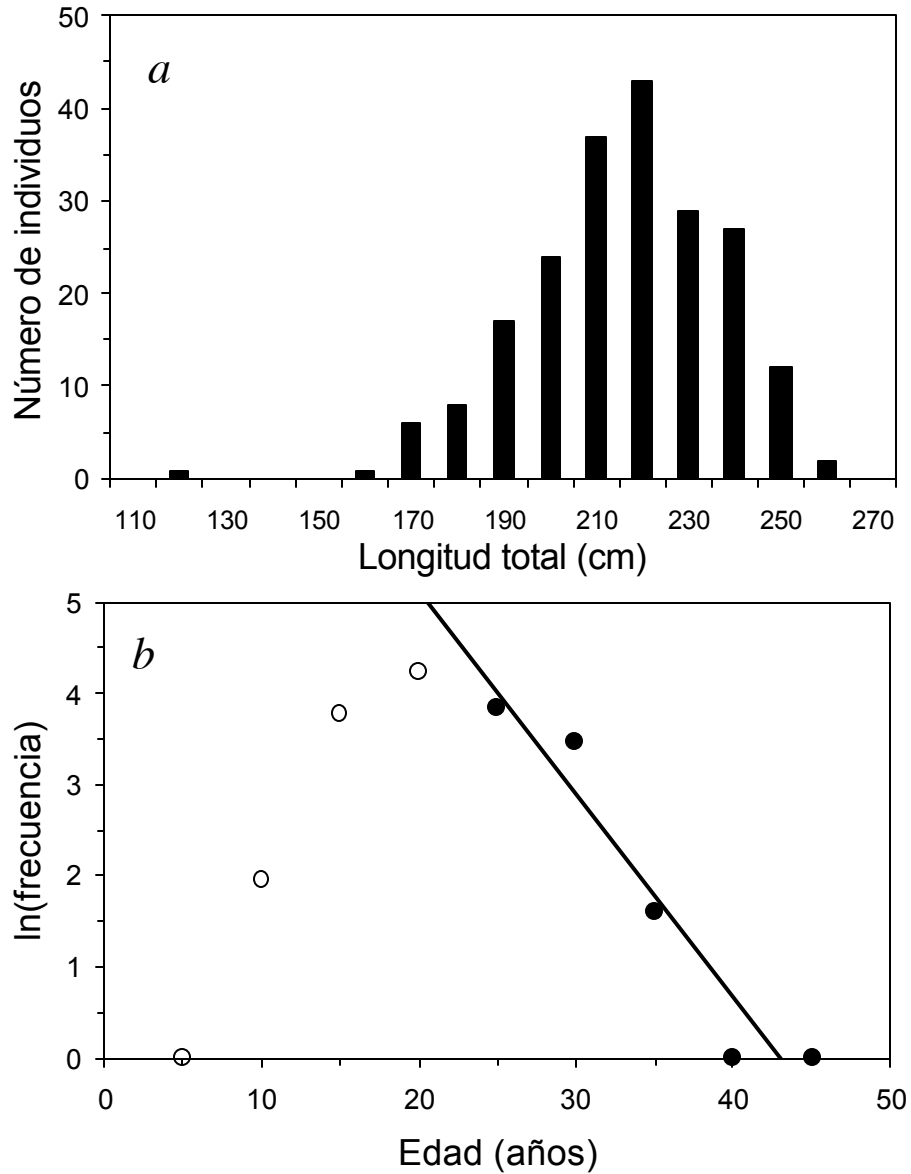 a
Número de individuos
50
40
30
20
10
0
110 130 150 170 190 210 230 250 270
Longitud total (cm)
b
ln(frecuencia)
5
4
3
2
1
0
0 10 20 30 40 50
Edad (años)